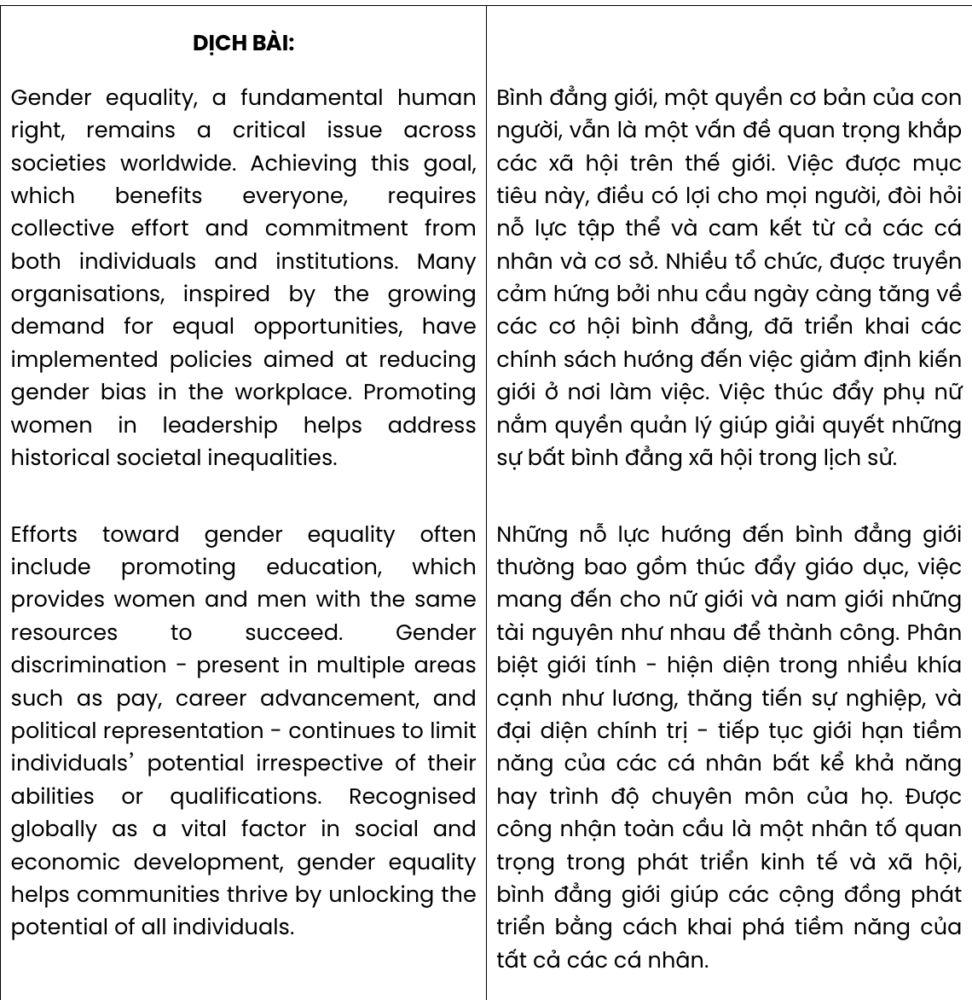 DỊCH BÀI:
Gender equality, a fundamental human
right, remains a critical issue across
societies worldwide. Achieving this goal,
which benefits everyone, requires
collective effort and commitment from
both individuals and institutions. Many
organisations, inspired by the growing
demand for equal opportunities, have
implemented policies aimed at reducing
gender bias in the workplace. Promoting
women in leadership helps address
historical societal inequalities.
Efforts toward gender equality often
include promoting education, which
provides women and men with the same
resources to succeed. Gender
discrimination - present in multiple areas
such as pay, career advancement, and
political representation - continues to limit
individuals’ potential irrespective of their
abilities or qualifications. Recognised
globally as a vital factor in social and
economic development, gender equality
helps communities thrive by unlocking the
potential of all individuals.
Bình đẳng giới, một quyền cơ bản của con
người, vẫn là một vấn đề quan trọng khắp
các xã hội trên thế giới. Việc được mục
tiêu này, điều có lợi cho mọi người, đòi hỏi
nỗ lực tập thể và cam kết từ cả các cá
nhân và cơ sở. Nhiều tổ chức, được truyền
cảm hứng bởi nhu cầu ngày càng tăng về
các cơ hội bình đẳng, đã triển khai các
chính sách hướng đến việc giảm định kiến
giới ở nơi làm việc. Việc thúc đẩy phụ nữ
nắm quyền quản lý giúp giải quyết những
sự bất bình đẳng xã hội trong lịch sử.
Những nỗ lực hướng đến bình đẳng giới
thường bao gồm thúc đẩy giáo dục, việc
mang đến cho nữ giới và nam giới những
tài nguyên như nhau để thành công. Phân
biệt giới tính - hiện diện trong nhiều khía
cạnh như lương, thăng tiến sự nghiệp, và
đại diện chính trị - tiếp tục giới hạn tiềm
năng của các cá nhân bất kể khả năng
hay trình độ chuyên môn của họ. Được
công nhận toàn cầu là một nhân tố quan
trọng trong phát triển kinh tế và xã hội,
bình đẳng giới giúp các cộng đồng phát
triển bằng cách khai phá tiềm năng của
tất cả các cá nhân.